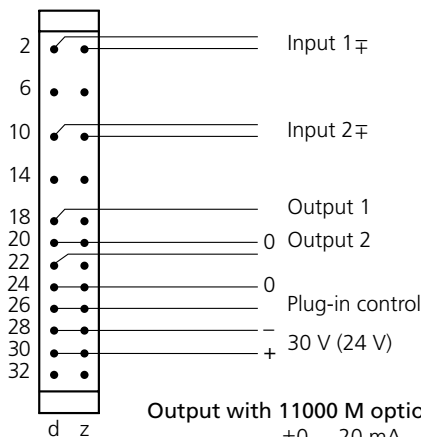 2 Input 1∓
6
10 Input 2∓
14
18 Output 1
20 0 Output 2
22
24 0
26 Plug-in control
28 –
30 + 30 V (24 V)
32
d z
Output with 11000 M optio